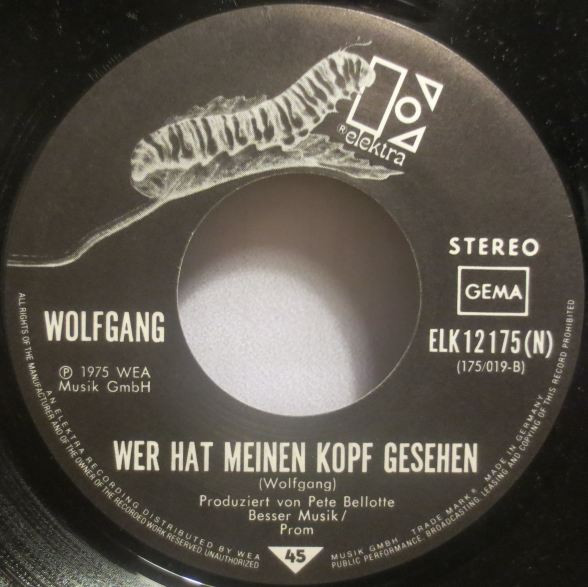 ® elektra
STEREO
GEMA
WOLFGANG
ELK 12 175 (N)
(175/019-B)
℗ 1975 WEA
Musik GmbH
WER HAT MEINEN KOPF GESEHEN
(Wolfgang)
Produziert von Pete Bellotte
Besser Musik/
Prom
45
ALL RIGHTS OF THE MANUFACTURER AND OF THE OWNER OF THE RECORDED WORK RESERVED UNAUTHORIZED
AN ELEKTRA RECORDING DISTRIBUTED BY WEA
MUSIK GMBH. TRADE MARK® MADE IN GERMANY
PUBLIC PERFORMANCE, BROADCASTING, LEASING AND COPYING OF THIS RECORD PROHIBITED